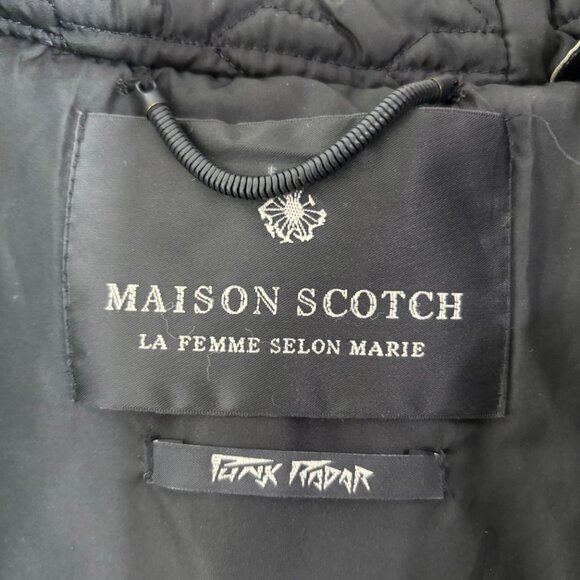 MAISON SCOTCH
LA FEMME SELON MARIE
PUNK RADAR